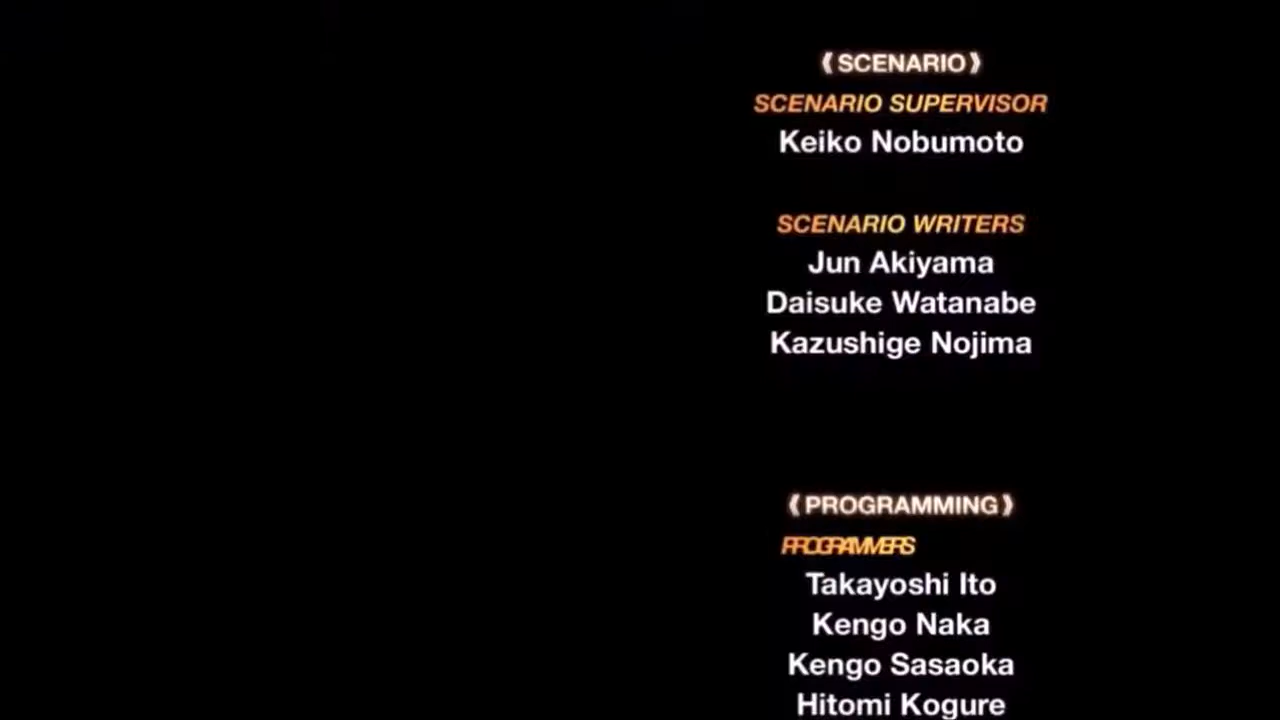 《SCENARIO》
SCENARIO SUPERVISOR
Keiko Nobumoto
SCENARIO WRITERS
Jun Akiyama
Daisuke Watanabe
Kazushige Nojima
《PROGRAMMING》
PROGRAMMERS
Takayoshi Ito
Kengo Naka
Kengo Sasaoka
Hitomi Kogure